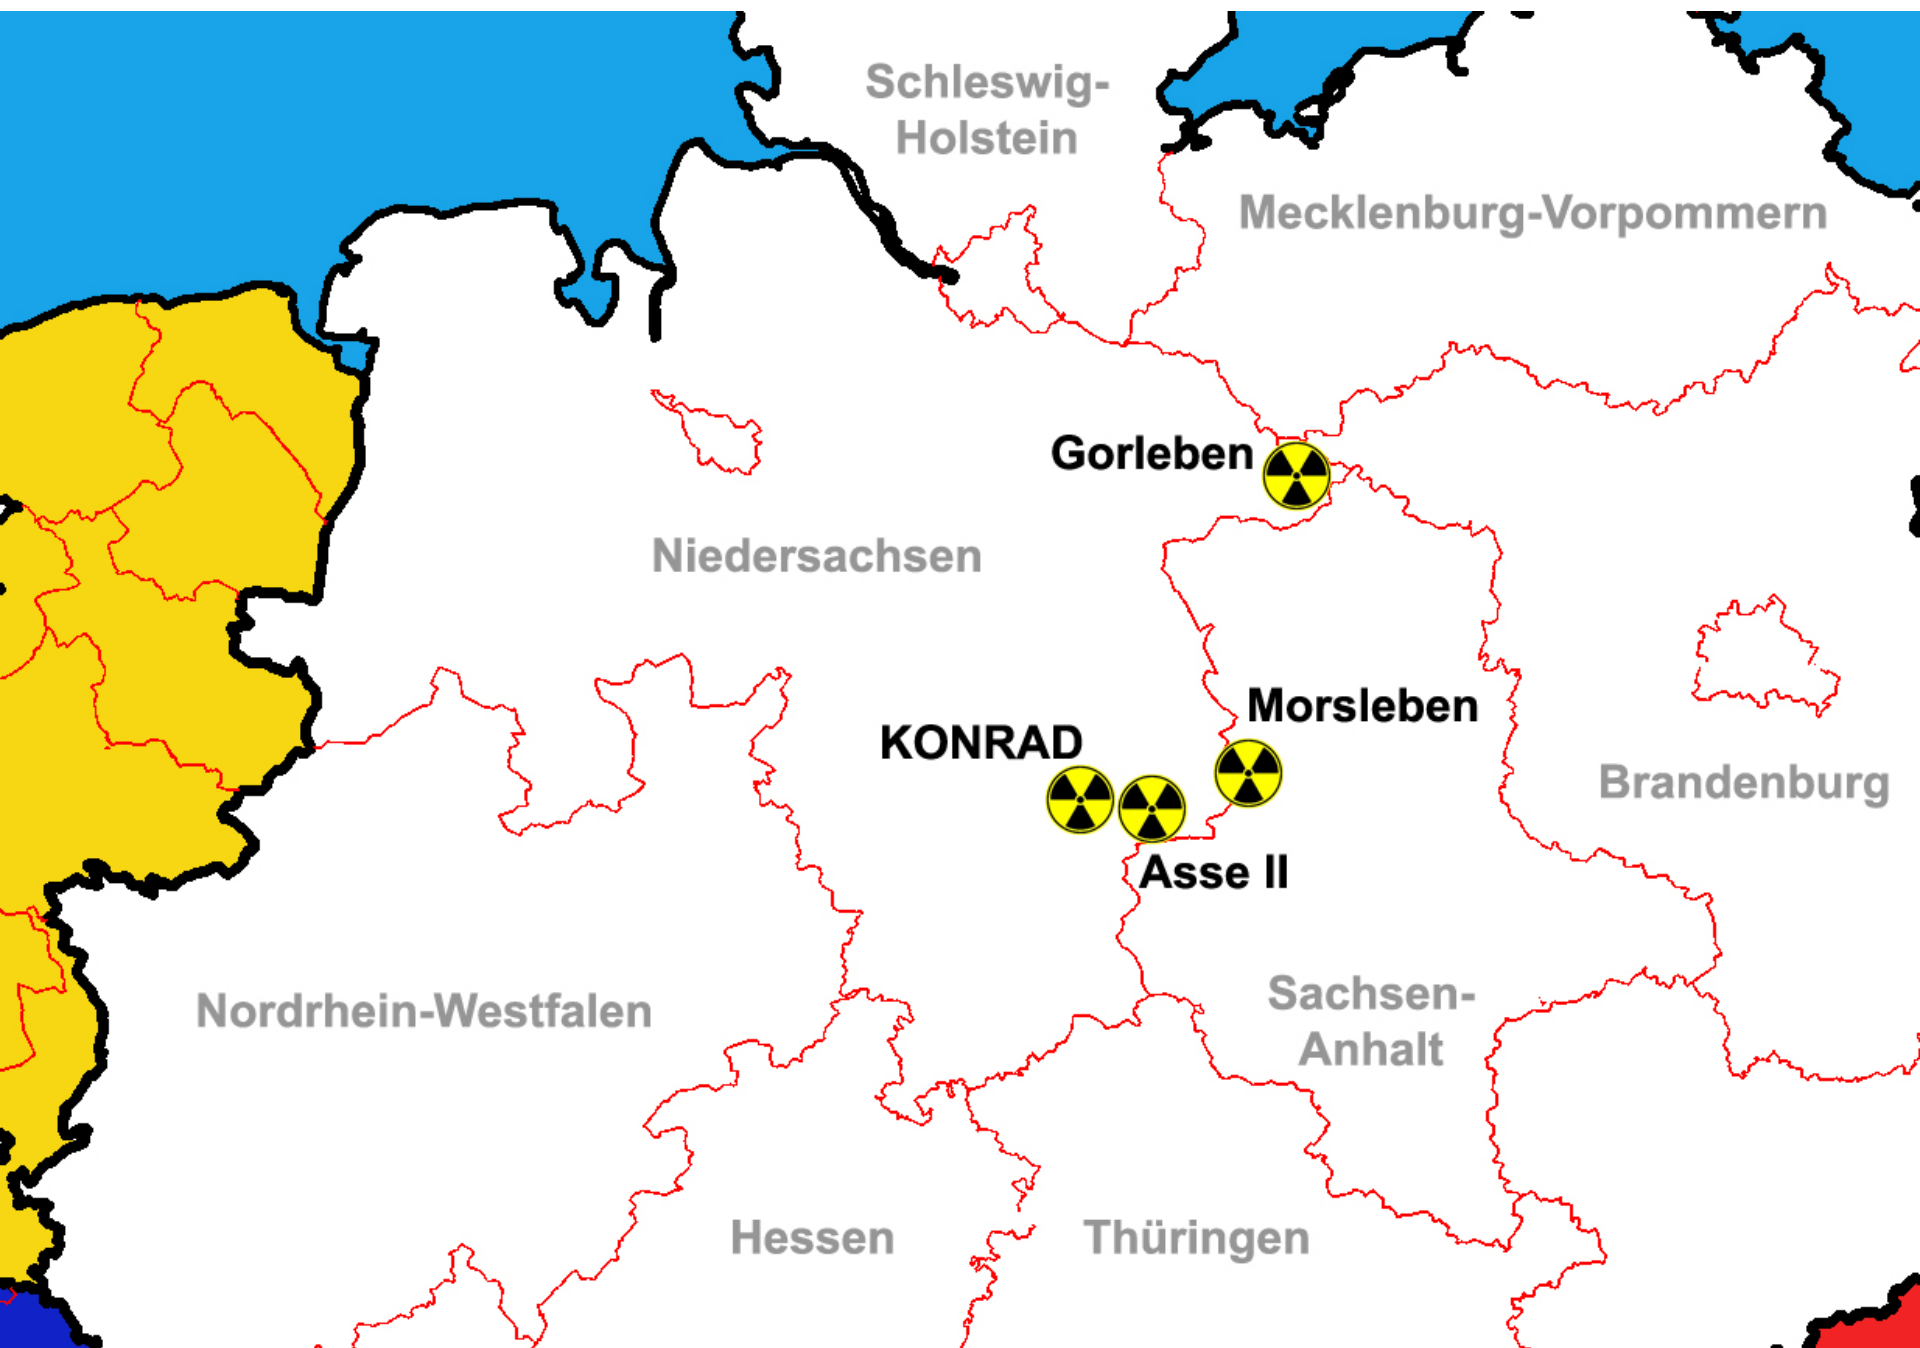 Schleswig-
Holstein
Mecklenburg-Vorpommern
Gorleben
Niedersachsen
Morsleben
KONRAD
Brandenburg
Asse II
Nordrhein-Westfalen
Sachsen-
Anhalt
Hessen
Thüringen